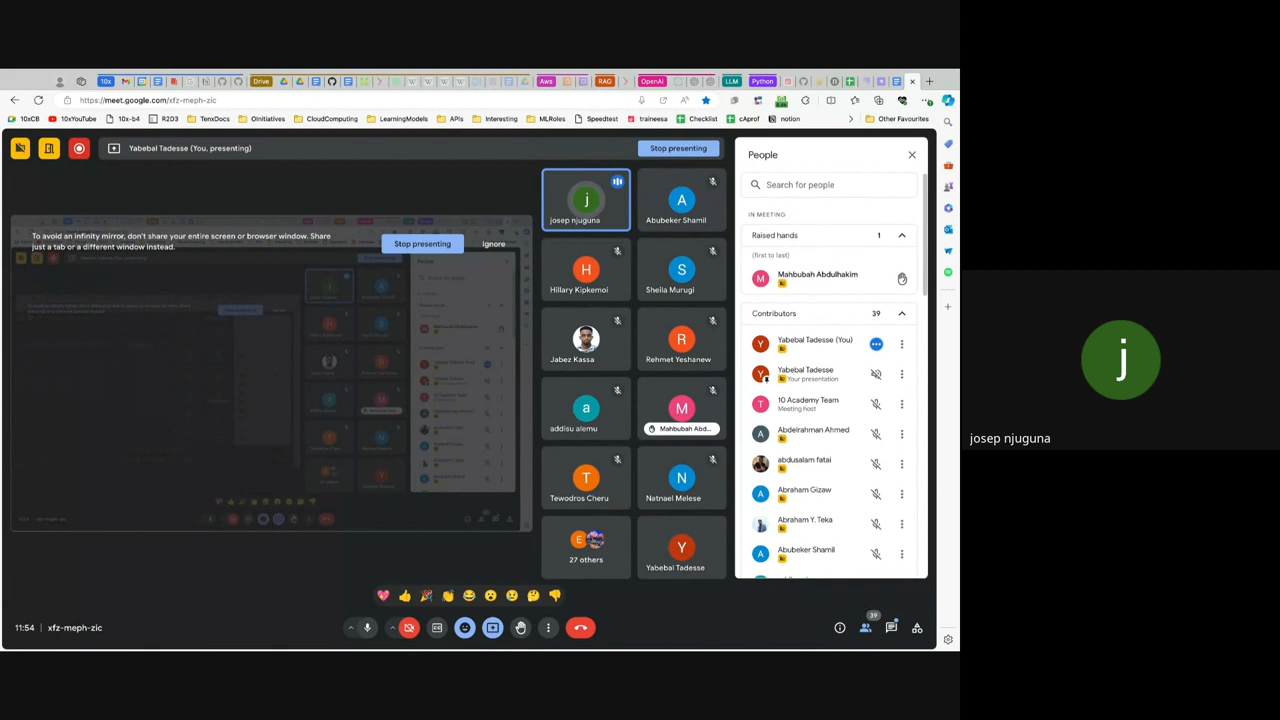 10x
Drive
Aws
RAG
OpenAI
LLM
Python
https://meet.google.com/xfz-meph-zic
10xCB
10xYouTube
10x-b4
R2D3
TenxDocs
OInitiatives
CloudComputing
LearningModels
APIs
Interesting
MLRoles
Speedtest
traineesa
Checklist
cAprof
notion
Other Favourites
Yabebal Tadesse (You, presenting)
Stop presenting
To avoid an infinity mirror, don't share your entire screen or browser window. Share
just a tab or a different window instead.
Stop presenting
Ignore
j
josep njuguna
A
Abubeker Shamil
H
Hillary Kipkemoi
S
Sheila Murugi
Jabez Kassa
R
Rehmet Yeshanew
a
addisu alemu
M
Mahbubah Abd...
T
Tewodros Cheru
N
Natnael Melese
E
27 others
Y
Yabebal Tadesse
People
Search for people
IN MEETING
Raised hands 1
(first to last)
M
Mahbubah Abdulhakim
Contributors 39
Y
Yabebal Tadesse (You)
Y
Yabebal Tadesse
Your presentation
T
10 Academy Team
Meeting host
A
Abdelrahman Ahmed
abdusalam fatai
A
Abraham Gizaw
Abraham Y. Teka
A
Abubeker Shamil
11:54 | xfz-meph-zic
39
j
josep njuguna